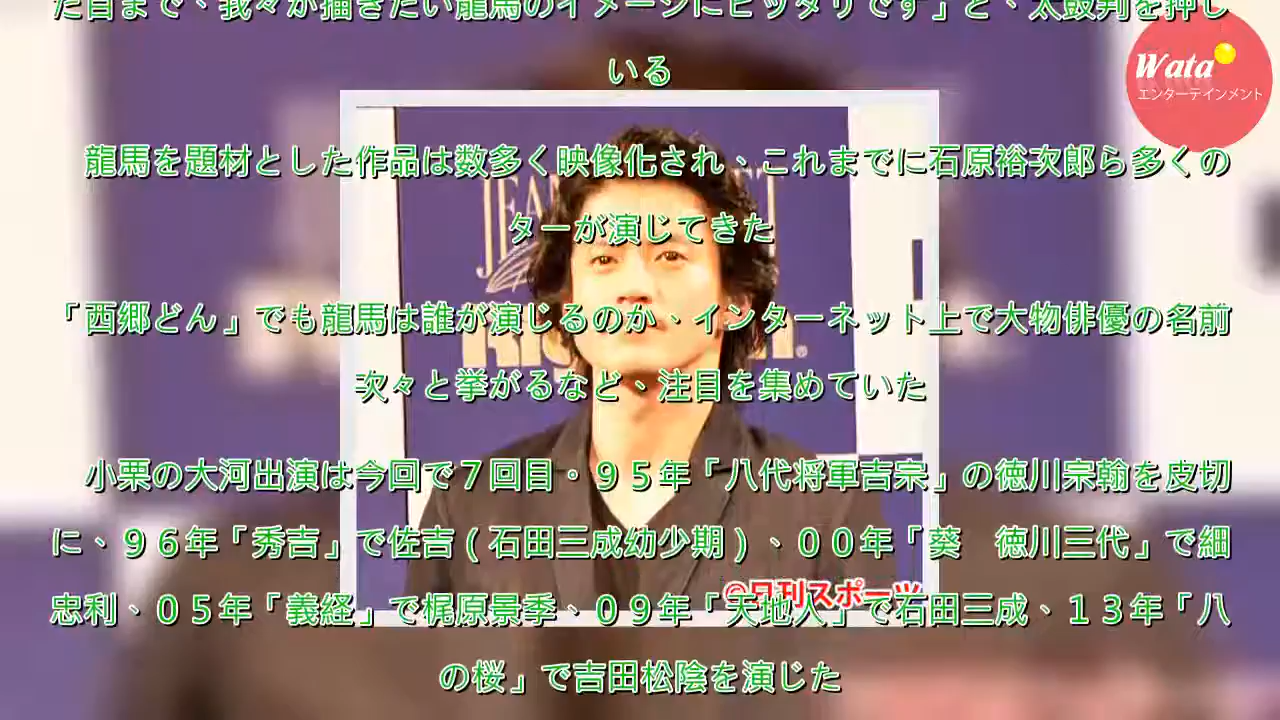 た目まで、我々が描きたい龍馬のイメージにピッタリです」と、太鼓判を押し
いる
Wata
エンターテインメント
龍馬を題材とした作品は数多く映像化され、これまでに石原裕次郎ら多くの
ターが演じてきた
「西郷どん」でも龍馬は誰が演じるのか、インターネット上で大物俳優の名前
次々と挙がるなど、注目を集めていた
小栗の大河出演は今回で7回目・95年「八代将軍吉宗」の徳川宗翰を皮切
に、96年「秀吉」で佐吉(石田三成幼少期)、00年「葵　徳川三代」で細
忠利、05年「義経」で梶原景季、09年「天地人」で石田三成、13年「八
の桜」で吉田松陰を演じた
©日刊スポーツ